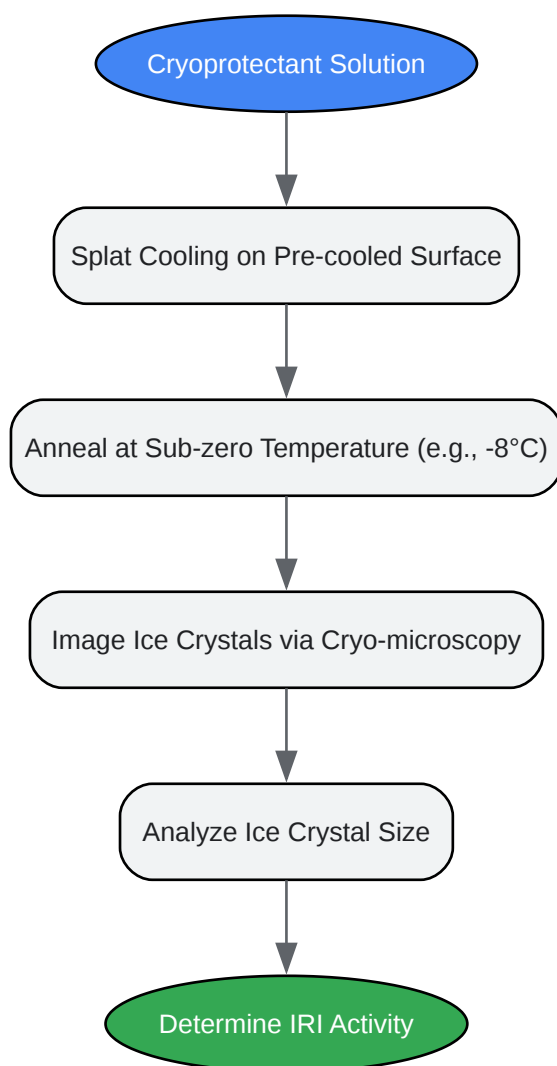 Cryoprotectant Solution
Splat Cooling on Pre-cooled Surface
Anneal at Sub-zero Temperature (e.g., -8°C)
Image Ice Crystals via Cryo-microscopy
Analyze Ice Crystal Size
Determine IRI Activity